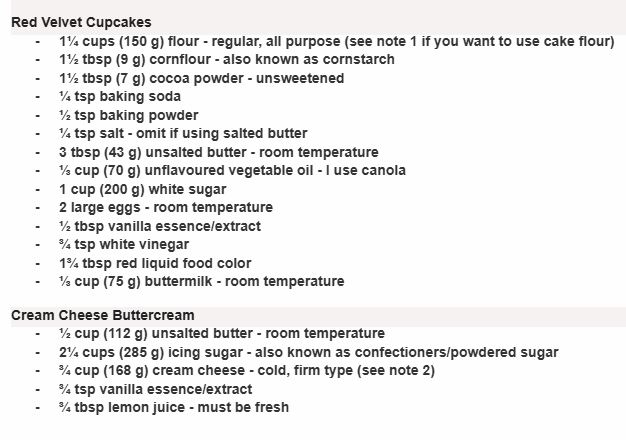 Red Velvet Cupcakes
- 1¼ cups (150 g) flour - regular, all purpose (see note 1 if you want to use cake flour)
- 1½ tbsp (9 g) cornflour - also known as cornstarch
- 1½ tbsp (7 g) cocoa powder - unsweetened
- ¼ tsp baking soda
- ½ tsp baking powder
- ¼ tsp salt - omit if using salted butter
- 3 tbsp (43 g) unsalted butter - room temperature
- ⅓ cup (70 g) unflavoured vegetable oil - I use canola
- 1 cup (200 g) white sugar
- 2 large eggs - room temperature
- ½ tbsp vanilla essence/extract
- ¾ tsp white vinegar
- 1¾ tbsp red liquid food color
- ⅓ cup (75 g) buttermilk - room temperature
Cream Cheese Buttercream
- ½ cup (112 g) unsalted butter - room temperature
- 2¼ cups (285 g) icing sugar - also known as confectioners/powdered sugar
- ¾ cup (168 g) cream cheese - cold, firm type (see note 2)
- ¾ tsp vanilla essence/extract
- ¾ tbsp lemon juice - must be fresh